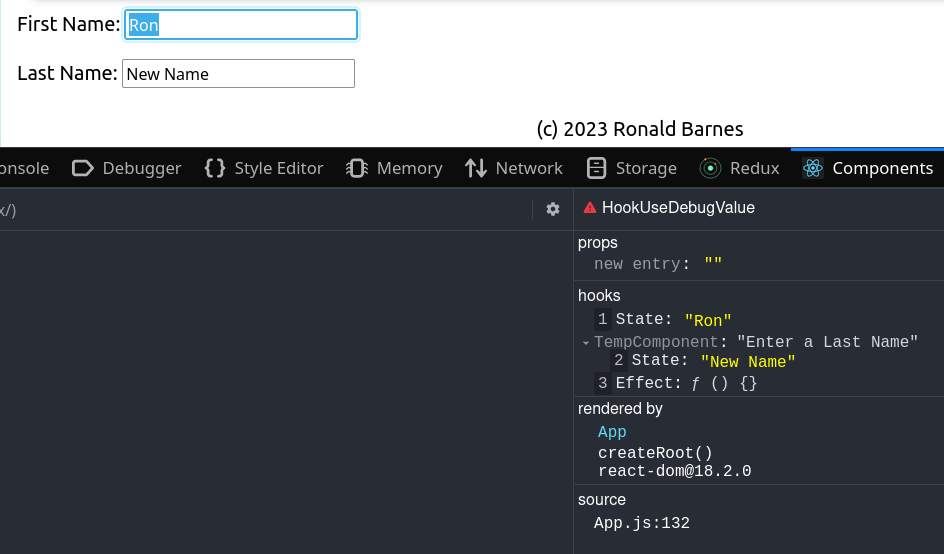 First Name: Ron
Last Name: New Name
(c) 2023 Ronald Barnes
onsole Debugger {} Style Editor Memory Network Storage Redux Components
x/)
HookUseDebugValue
props
new entry: ""
hooks
1 State: "Ron"
TempComponent: "Enter a Last Name"
2 State: "New Name"
3 Effect: ƒ () {}
rendered by
App
createRoot()
react-dom@18.2.0
source
App.js:132